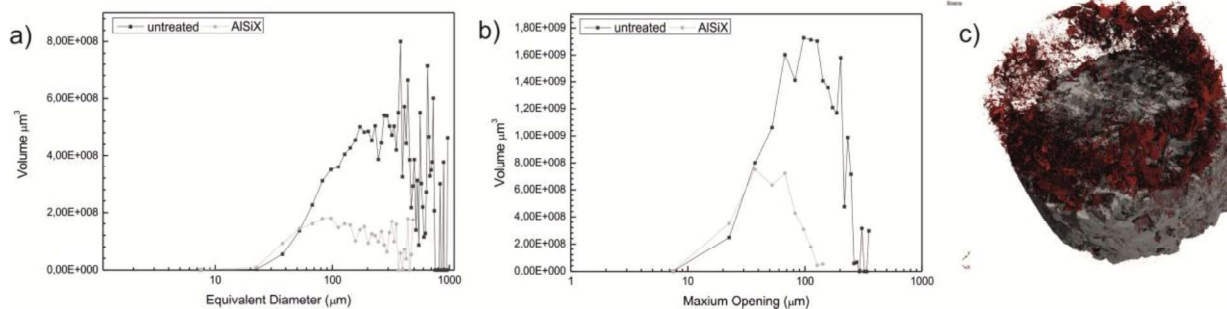 a)
untreated AlSiX
8,00E+008
6,00E+008
4,00E+008
2,00E+008
0,00E+000
Volume μm³
10 100 1000
Equivalent Diameter (μm)
b)
untreated AlSiX
1,80E+009
1,60E+009
1,40E+009
1,20E+009
1,00E+009
8,00E+008
6,00E+008
4,00E+008
2,00E+008
0,00E+000
Volume μm³
1 10 100 1000
Maxium Opening (μm)
c)